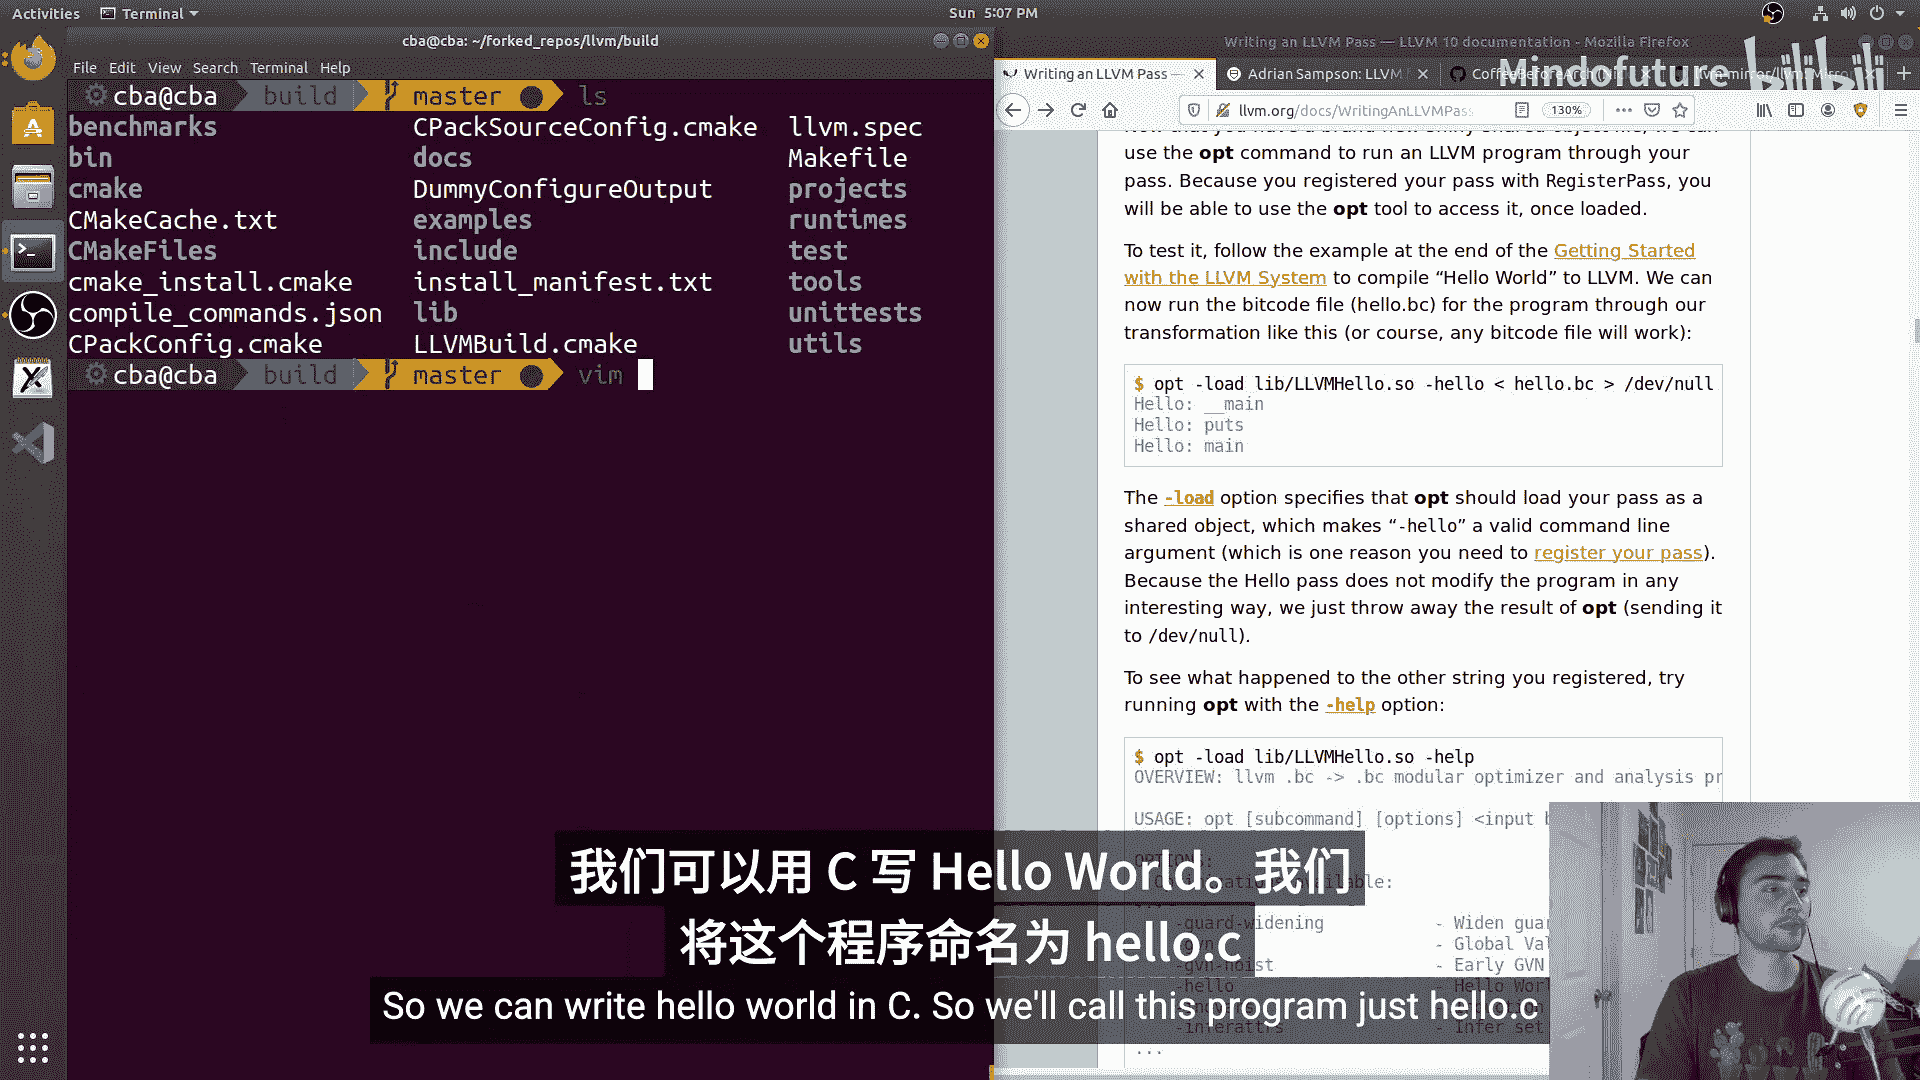 Activities Terminal Sun 5:07 PM
cba@cba: ~/forked_repos/llvm/build
File Edit View Search Terminal Help
cba@cba build master ls
benchmarks CPackSourceConfig.cmake llvm.spec
bin docs Makefile
cmake DummyConfigureOutput projects
CMakeCache.txt examples runtimes
CMakeFiles include test
cmake_install.cmake install_manifest.txt tools
compile_commands.json lib unittests
CPackConfig.cmake LLVMBuild.cmake utils
cba@cba build master vim
Writing an LLVM Pass — LLVM 10 documentation - Mozilla Firefox
Mindofuture bilibili
Writing an LLVM Pass — Adrian Sampson: LLVM CoffeeBeforeArch
llvm.org/docs/WritingAnLLVMPas 130%
use the opt command to run an LLVM program through your
pass. Because you registered your pass with RegisterPass, you
will be able to use the opt tool to access it, once loaded.
To test it, follow the example at the end of the Getting Started
with the LLVM System to compile “Hello World” to LLVM. We can
now run the bitcode file (hello.bc) for the program through our
transformation like this (or course, any bitcode file will work):
$ opt -load lib/LLVMHello.so -hello < hello.bc > /dev/null
Hello: __main
Hello: puts
Hello: main
The -load option specifies that opt should load your pass as a
shared object, which makes “-hello” a valid command line
argument (which is one reason you need to register your pass).
Because the Hello pass does not modify the program in any
interesting way, we just throw away the result of opt (sending it
to /dev/null).
To see what happened to the other string you registered, try
running opt with the -help option:
$ opt -load lib/LLVMHello.so -help
OVERVIEW: llvm .bc -> .bc modular optimizer and analysis pr
USAGE: opt [subcommand] [options] <input b
-guard-widening - Widen guar
-gvn - Global Val
-gvn-hoist - Early GVN
-hello - Hello Worl
-inferattrs - Infer set
...
我们可以用 C 写 Hello World。我们
将这个程序命名为 hello.c
So we can write hello world in C. So we'll call this program just hello.c